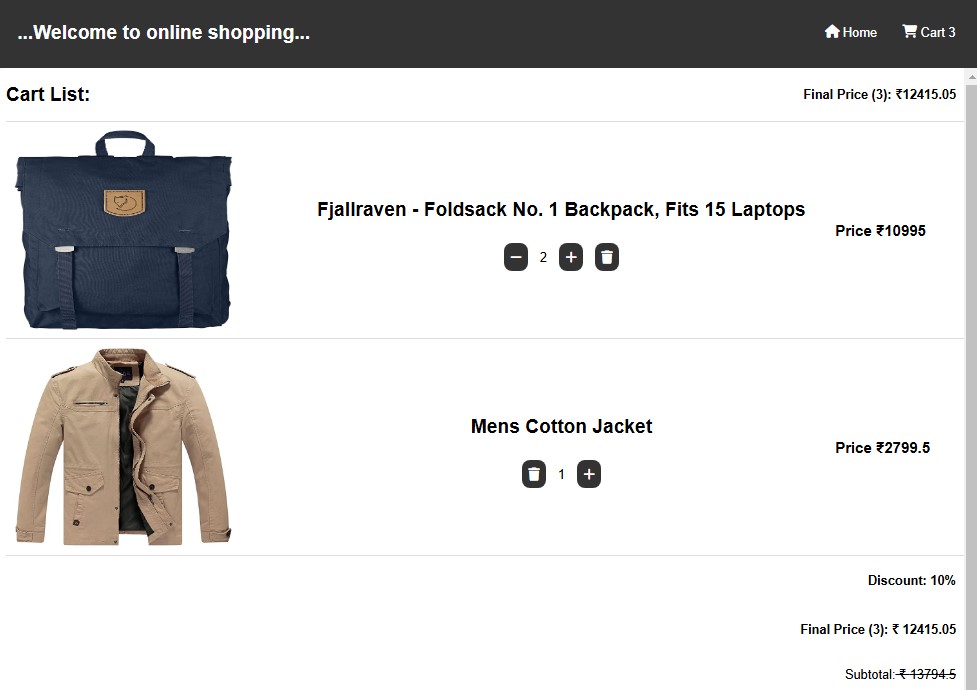 ...Welcome to online shopping...
Home
Cart 3
Cart List:
Final Price (3): ₹12415.05
Fjallraven - Foldsack No. 1 Backpack, Fits 15 Laptops
2
Price ₹10995
Mens Cotton Jacket
1
Price ₹2799.5
Discount: 10%
Final Price (3): ₹ 12415.05
Subtotal: ₹ 13794.5